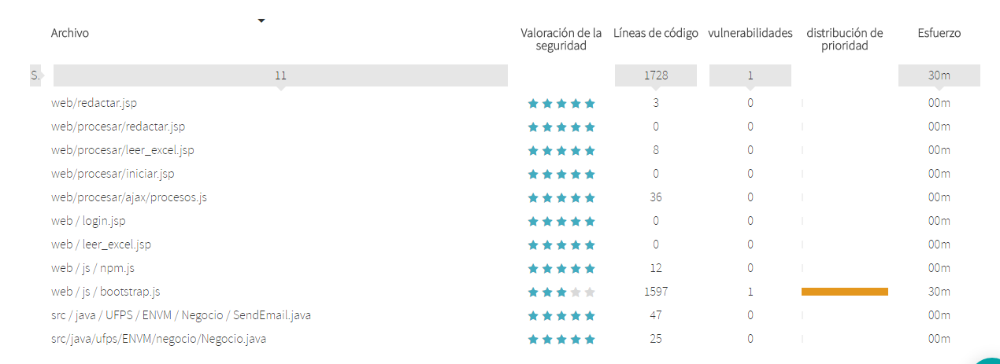 Archivo Valoración de la seguridad Líneas de código vulnerabilidades distribución de prioridad Esfuerzo
S. 11 1728 1 30m
web/redactar.jsp 3 0 00m
web/procesar/redactar.jsp 0 0 00m
web/procesar/leer_excel.jsp 8 0 00m
web/procesar/iniciar.jsp 0 0 00m
web/procesar/ajax/procesos.js 36 0 00m
web / login.jsp 0 0 00m
web / leer_excel.jsp 0 0 00m
web / js / npm.js 12 0 00m
web / js / bootstrap.js 1597 1 30m
src / java / UFPS / ENVM / Negocio / SendEmail.java 47 0 00m
src/java/ufps/ENVM/negocio/Negocio.java 25 0 00m